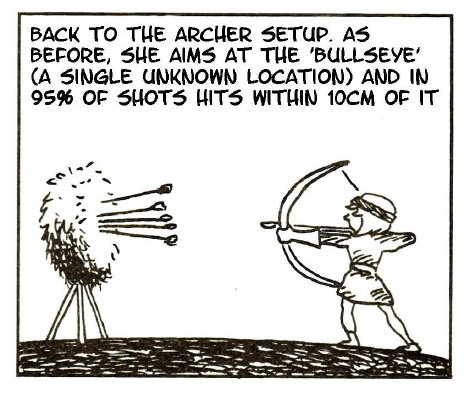 BACK TO THE ARCHER SETUP. AS
BEFORE, SHE AIMS AT THE 'BULLSEYE'
(A SINGLE UNKNOWN LOCATION) AND IN
95% OF SHOTS HITS WITHIN 10CM OF IT